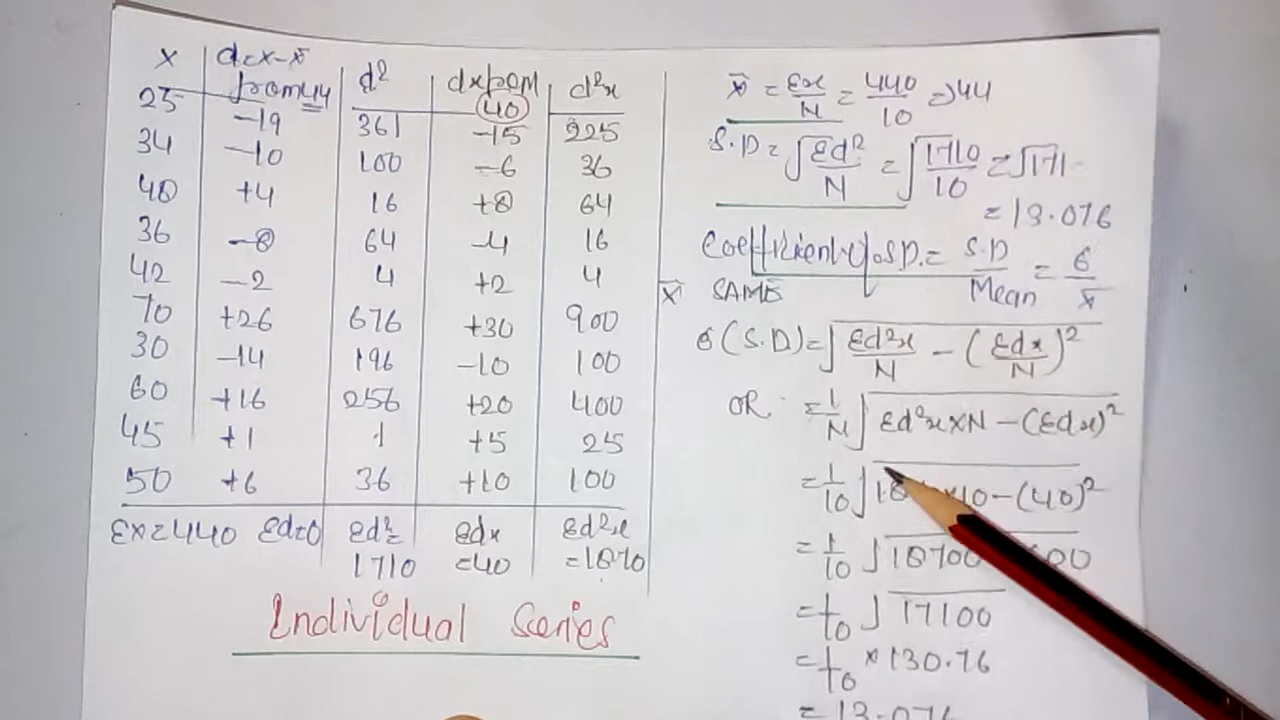 x d=x-x̄ from 44 d² dx from 40 d²x
25 -19 361 -15 225
34 -10 100 -6 36
48 +4 16 +8 64
36 -8 64 -4 16
42 -2 4 +2 4
70 +26 676 +30 900
30 -14 196 -10 100
60 +16 256 +20 400
45 +1 1 +5 25
50 +6 36 +10 100
Σx=440 Σd=0 Σd²= 1710 Σdx =40 Σd²x =1870
Individual Series
x̄ = Σx/N = 440/10 = 44
S.D = √Σd²/N = √1710/10 = √171
= 13.076
Coefficient of S.D. = S.D/Mean = σ/x̄
x̄ SAME
σ(S.D) = √Σd²x/N - (Σdx/N)²
OR = 1/N √Σd²x×N - (Σdx)²
= 1/10 √ ×10 - (40)²
= 1/10 √18700
= 1/10 √17100
= 1/10 × 130.76
= 13.076